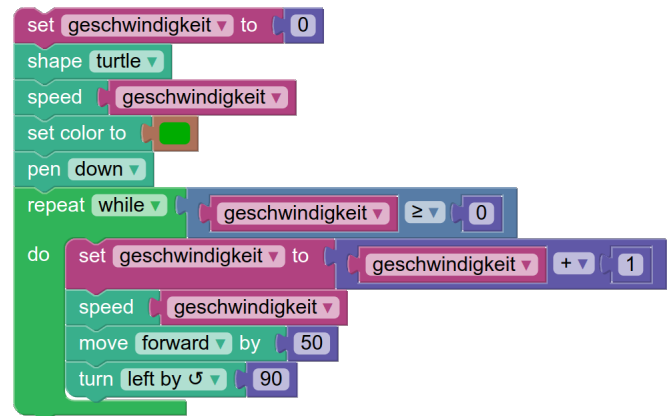 set geschwindigkeit ▾ to 0
shape turtle ▾
speed geschwindigkeit ▾
set color to
pen down ▾
repeat while ▾ geschwindigkeit ▾ ≥ ▾ 0
do set geschwindigkeit ▾ to geschwindigkeit ▾ + ▾ 1
speed geschwindigkeit ▾
move forward ▾ by 50
turn left by ↺ ▾ 90